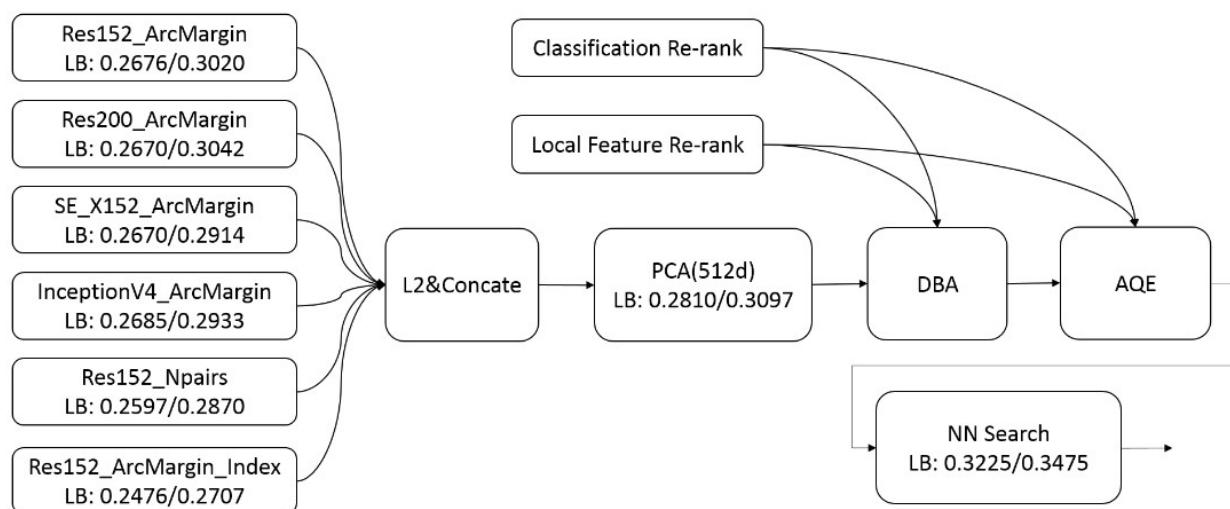 Res152_ArcMargin
LB: 0.2676/0.3020
Res200_ArcMargin
LB: 0.2670/0.3042
SE_X152_ArcMargin
LB: 0.2670/0.2914
InceptionV4_ArcMargin
LB: 0.2685/0.2933
Res152_Npairs
LB: 0.2597/0.2870
Res152_ArcMargin_Index
LB: 0.2476/0.2707
L2&Concate
Classification Re-rank
Local Feature Re-rank
PCA(512d)
LB: 0.2810/0.3097
DBA
AQE
NN Search
LB: 0.3225/0.3475